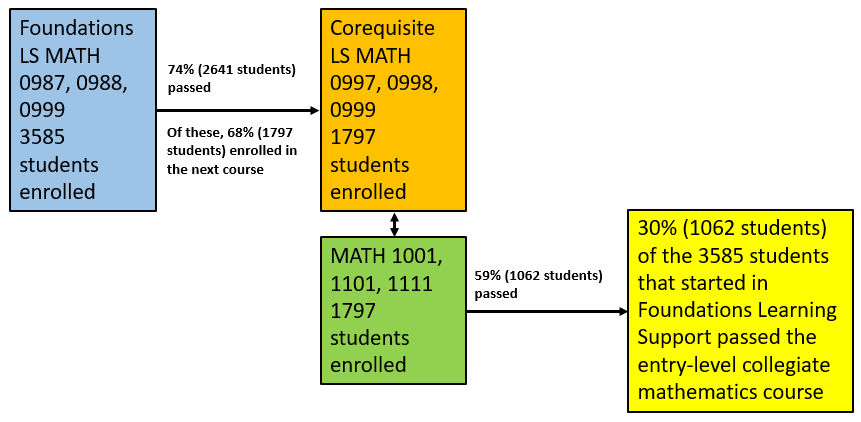 Foundations
LS MATH
0987, 0988,
0999
3585
students
enrolled
74% (2641 students)
passed
Of these, 68% (1797
students) enrolled in
the next course
Corequisite
LS MATH
0997, 0998,
0999
1797
students
enrolled
MATH 1001,
1101, 1111
1797
students
enrolled
59% (1062 students)
passed
30% (1062 students)
of the 3585 students
that started in
Foundations Learning
Support passed the
entry-level collegiate
mathematics course